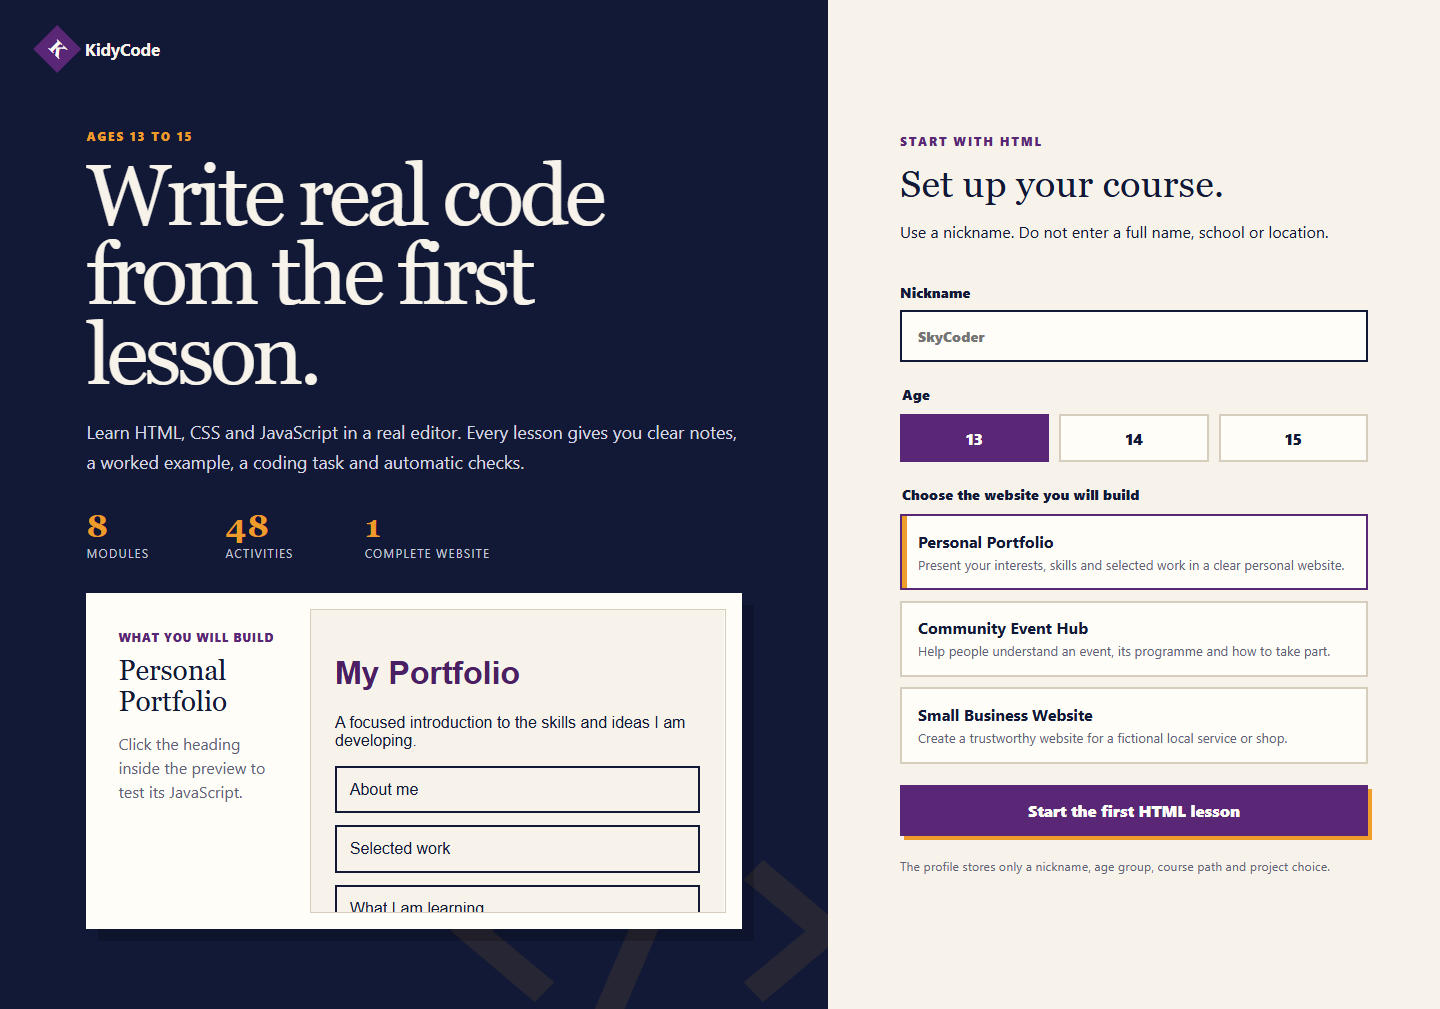 KidyCode
AGES 13 TO 15
Write real code
from the first
lesson.
Learn HTML, CSS and JavaScript in a real editor. Every lesson gives you clear notes,
a worked example, a coding task and automatic checks.
8
MODULES
48
ACTIVITIES
1
COMPLETE WEBSITE
WHAT YOU WILL BUILD
Personal
Portfolio
Click the heading
inside the preview to
test its JavaScript.
My Portfolio
A focused introduction to the skills and ideas I am
developing.
About me
Selected work
What I am learning
START WITH HTML
Set up your course.
Use a nickname. Do not enter a full name, school or location.
Nickname
SkyCoder
Age
13
14
15
Choose the website you will build
Personal Portfolio
Present your interests, skills and selected work in a clear personal website.
Community Event Hub
Help people understand an event, its programme and how to take part.
Small Business Website
Create a trustworthy website for a fictional local service or shop.
Start the first HTML lesson
The profile stores only a nickname, age group, course path and project choice.